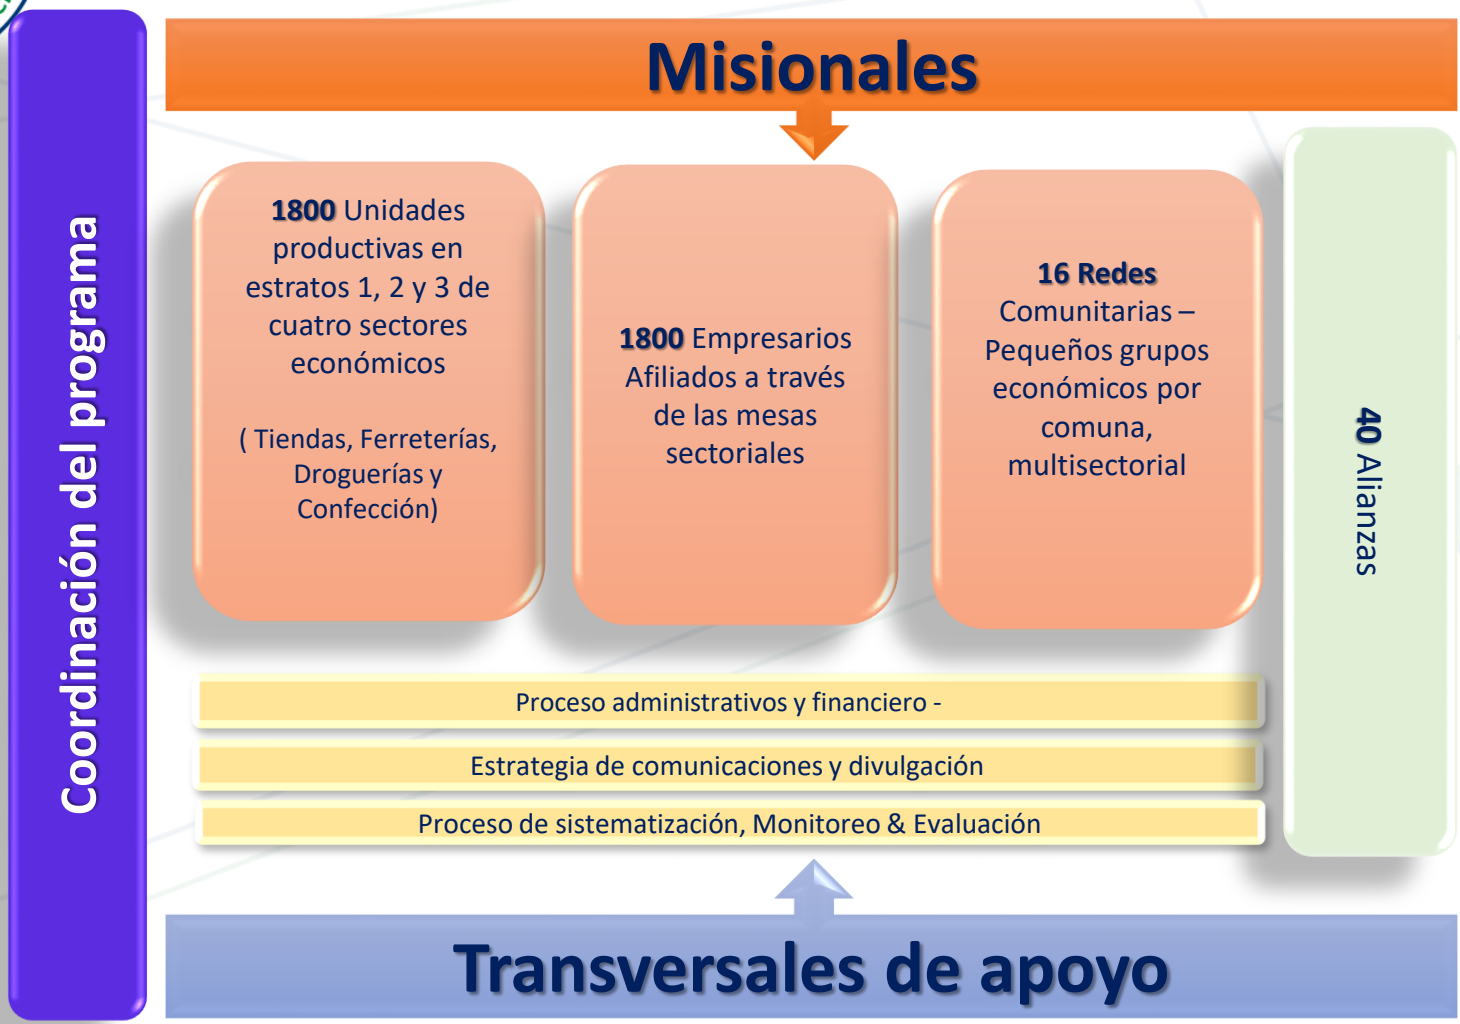 Misionales
Coordinación del programa
1800 Unidades
productivas en
estratos 1, 2 y 3 de
cuatro sectores
económicos
( Tiendas, Ferreterías,
Droguerías y
Confección)
1800 Empresarios
Afiliados a través
de las mesas
sectoriales
16 Redes
Comunitarias –
Pequeños grupos
económicos por
comuna,
multisectorial
40 Alianzas
Proceso administrativos y financiero -
Estrategia de comunicaciones y divulgación
Proceso de sistematización, Monitoreo & Evaluación
Transversales de apoyo